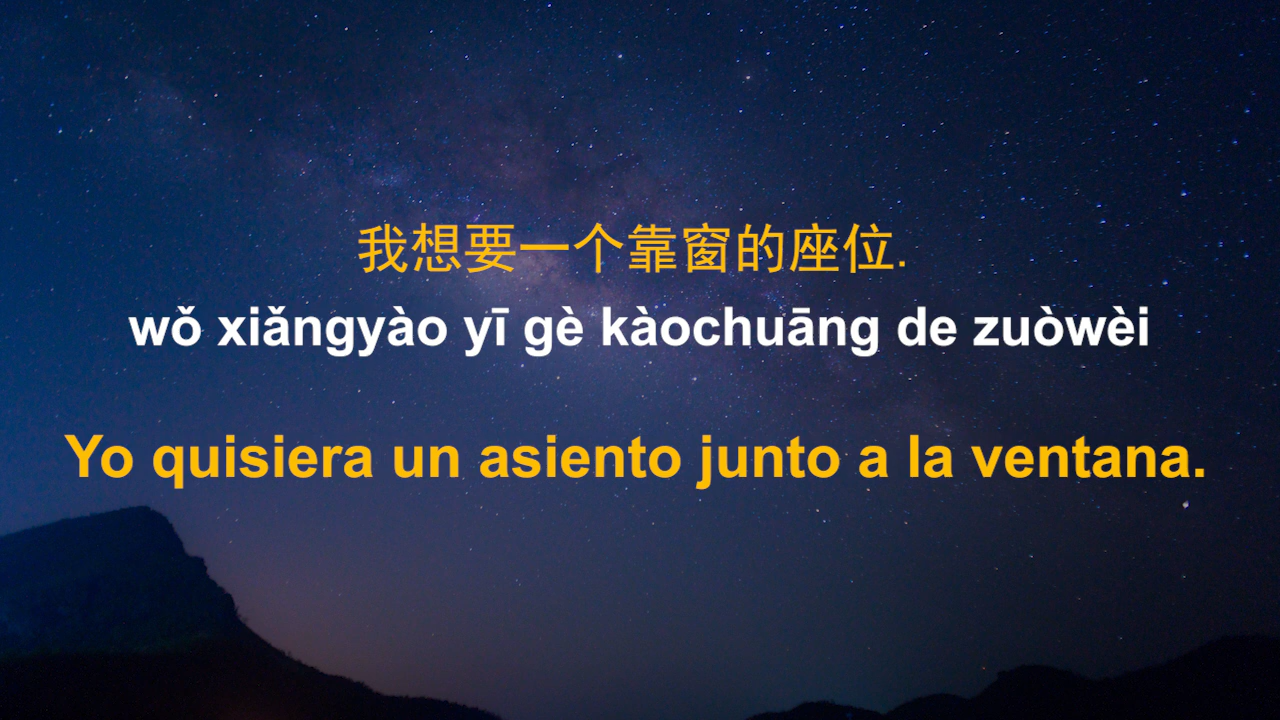 我想要一个靠窗的座位.
wǒ xiǎngyào yī gè kàochuāng de zuòwèi
Yo quisiera un asiento junto a la ventana.